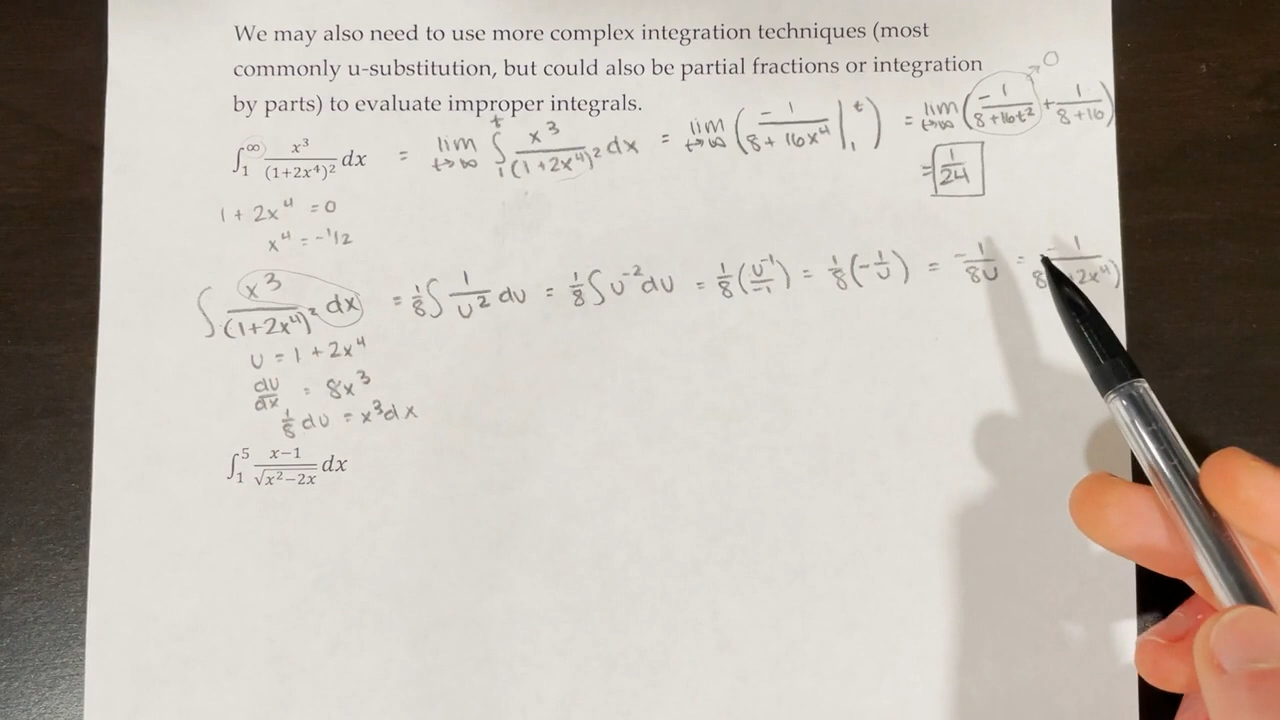 We may also need to use more complex integration techniques (most
commonly u-substitution, but could also be partial fractions or integration
by parts) to evaluate improper integrals.
∫₁^∞ x³/(1+2x⁴)² dx = lim t→∞ ∫₁^t x³/(1+2x⁴)² dx = lim t→∞ (-1/(8+16x⁴) |₁^t) = lim t→∞ (-1/(8+16t²) + 1/(8+16)) → 0
= 1/24
1 + 2x⁴ = 0
x⁴ = -1/2
∫ x³/(1+2x⁴)² dx = 1/8 ∫ 1/u² du = 1/8 ∫ u⁻² du = 1/8 (u⁻¹/-1) = 1/8 (-1/u) = -1/8u = -1/8( +2x⁴)
u = 1 + 2x⁴
du/dx = 8x³
1/8 du = x³dx
∫₁⁵ x-1/√(x²-2x) dx